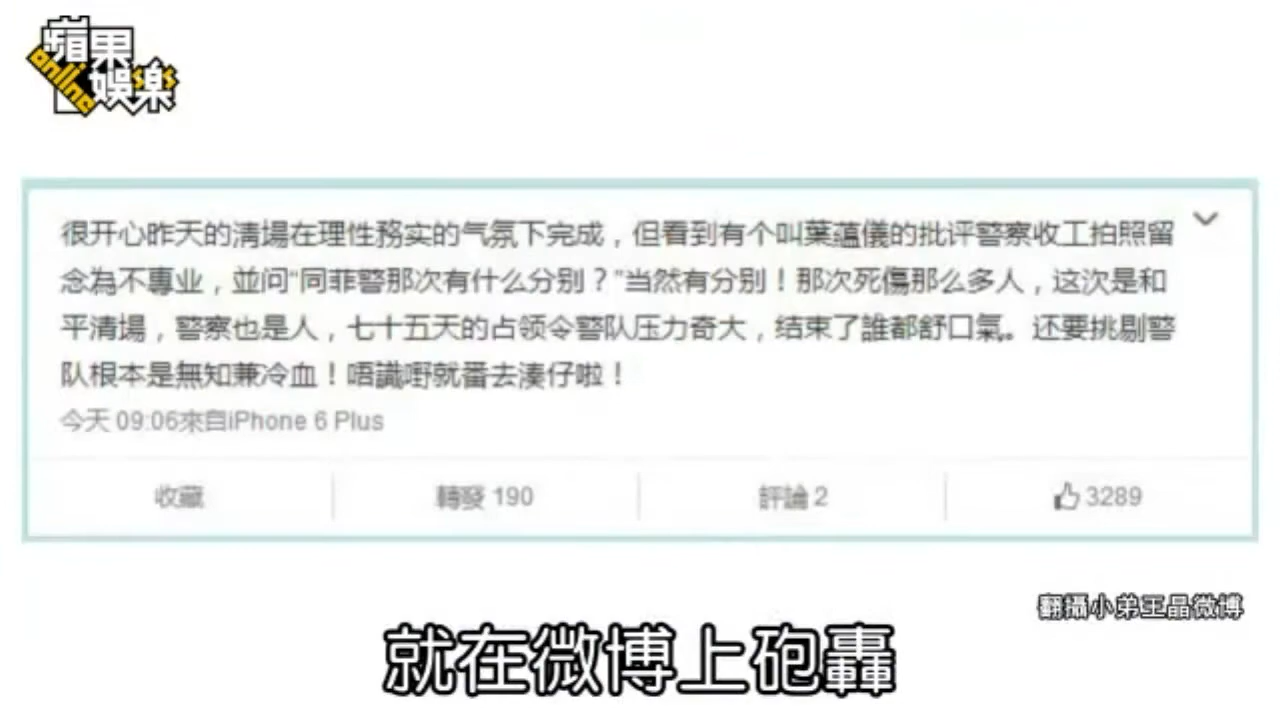 蘋果
online
娛樂
很开心昨天的清場在理性務实的气氛下完成，但看到有个叫葉蘊儀的批评警察收工拍照留
念為不專业，並问“同菲警那次有什么分别？”当然有分别！那次死傷那么多人，这次是和
平清場，警察也是人，七十五天的占领令警队压力奇大，结束了誰都舒口氣。还要挑剔警
队根本是無知兼冷血！唔識嘢就番去湊仔啦！
今天 09:06來自iPhone 6 Plus
收藏
轉發 190
評論 2
3289
翻攝小弟王晶微博
就在微博上砲轟